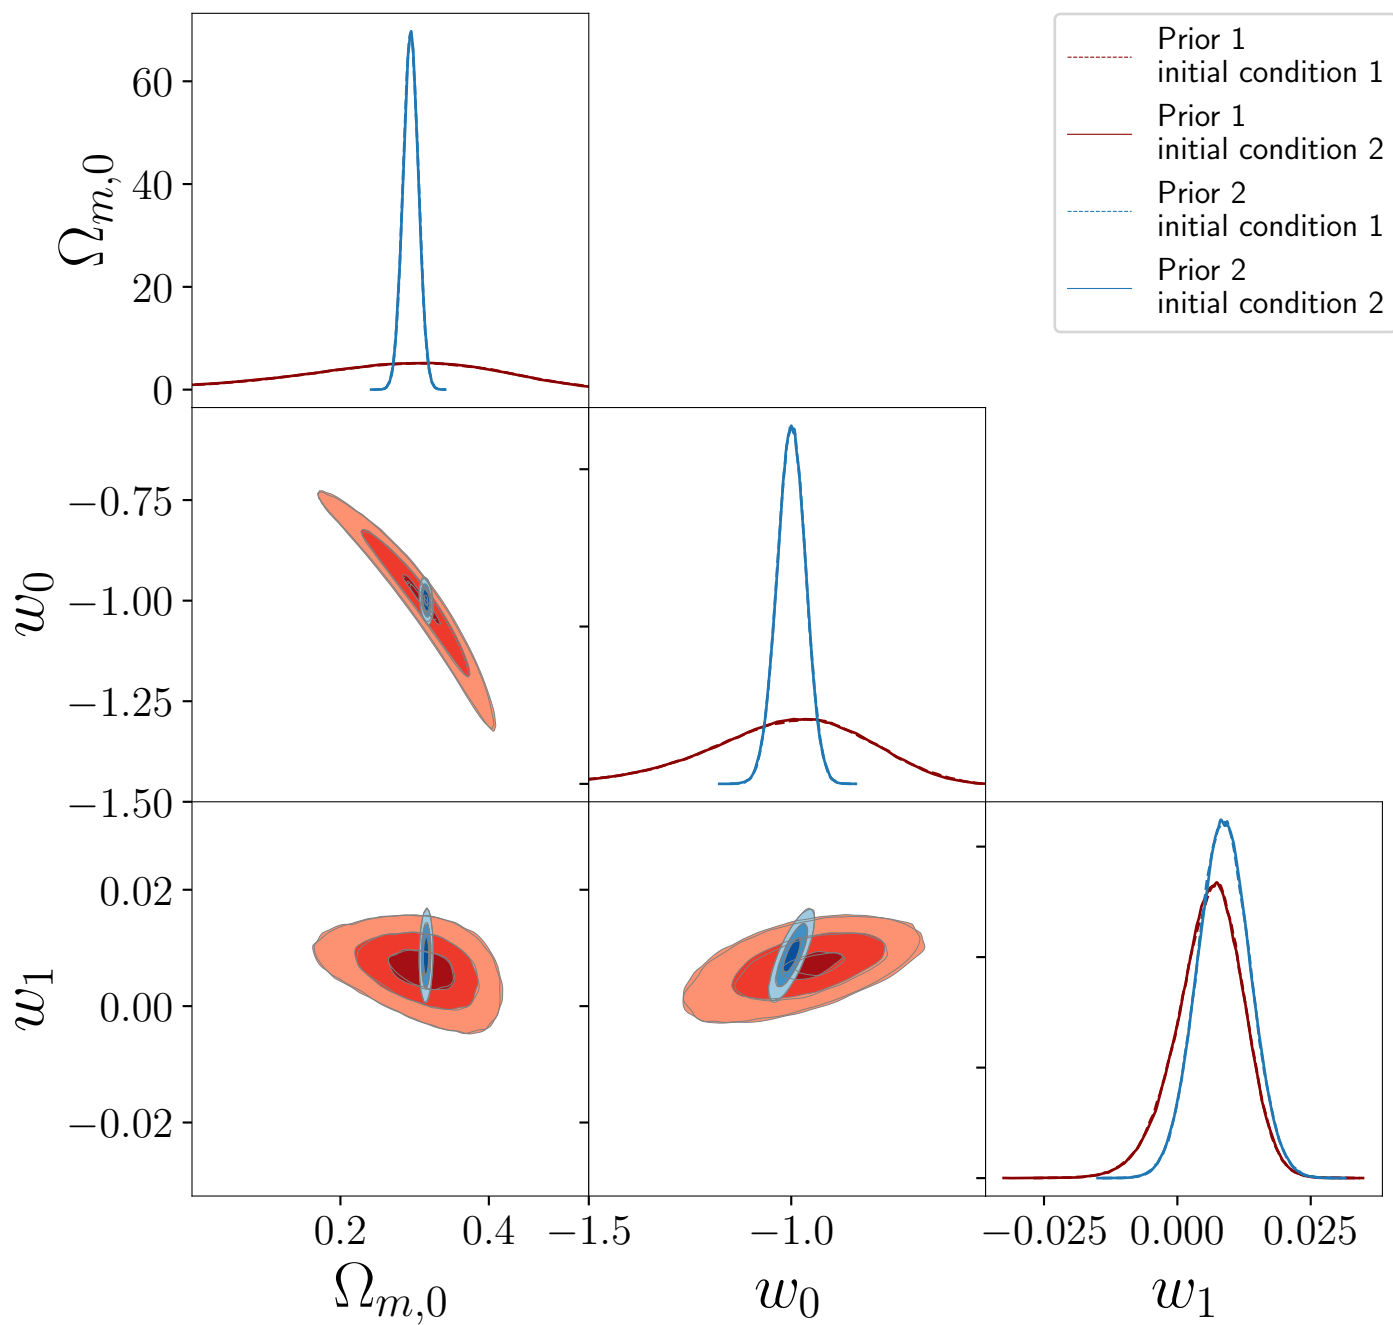 Prior 1
initial condition 1
Prior 1
initial condition 2
Prior 2
initial condition 1
Prior 2
initial condition 2
60
40
20
0
Ωm,0
−0.75
−1.00
−1.25
−1.50
w0
0.02
0.00
−0.02
w1
0.2 0.4 −1.5 −1.0 −0.025 0.000 0.025
Ωm,0 w0 w1